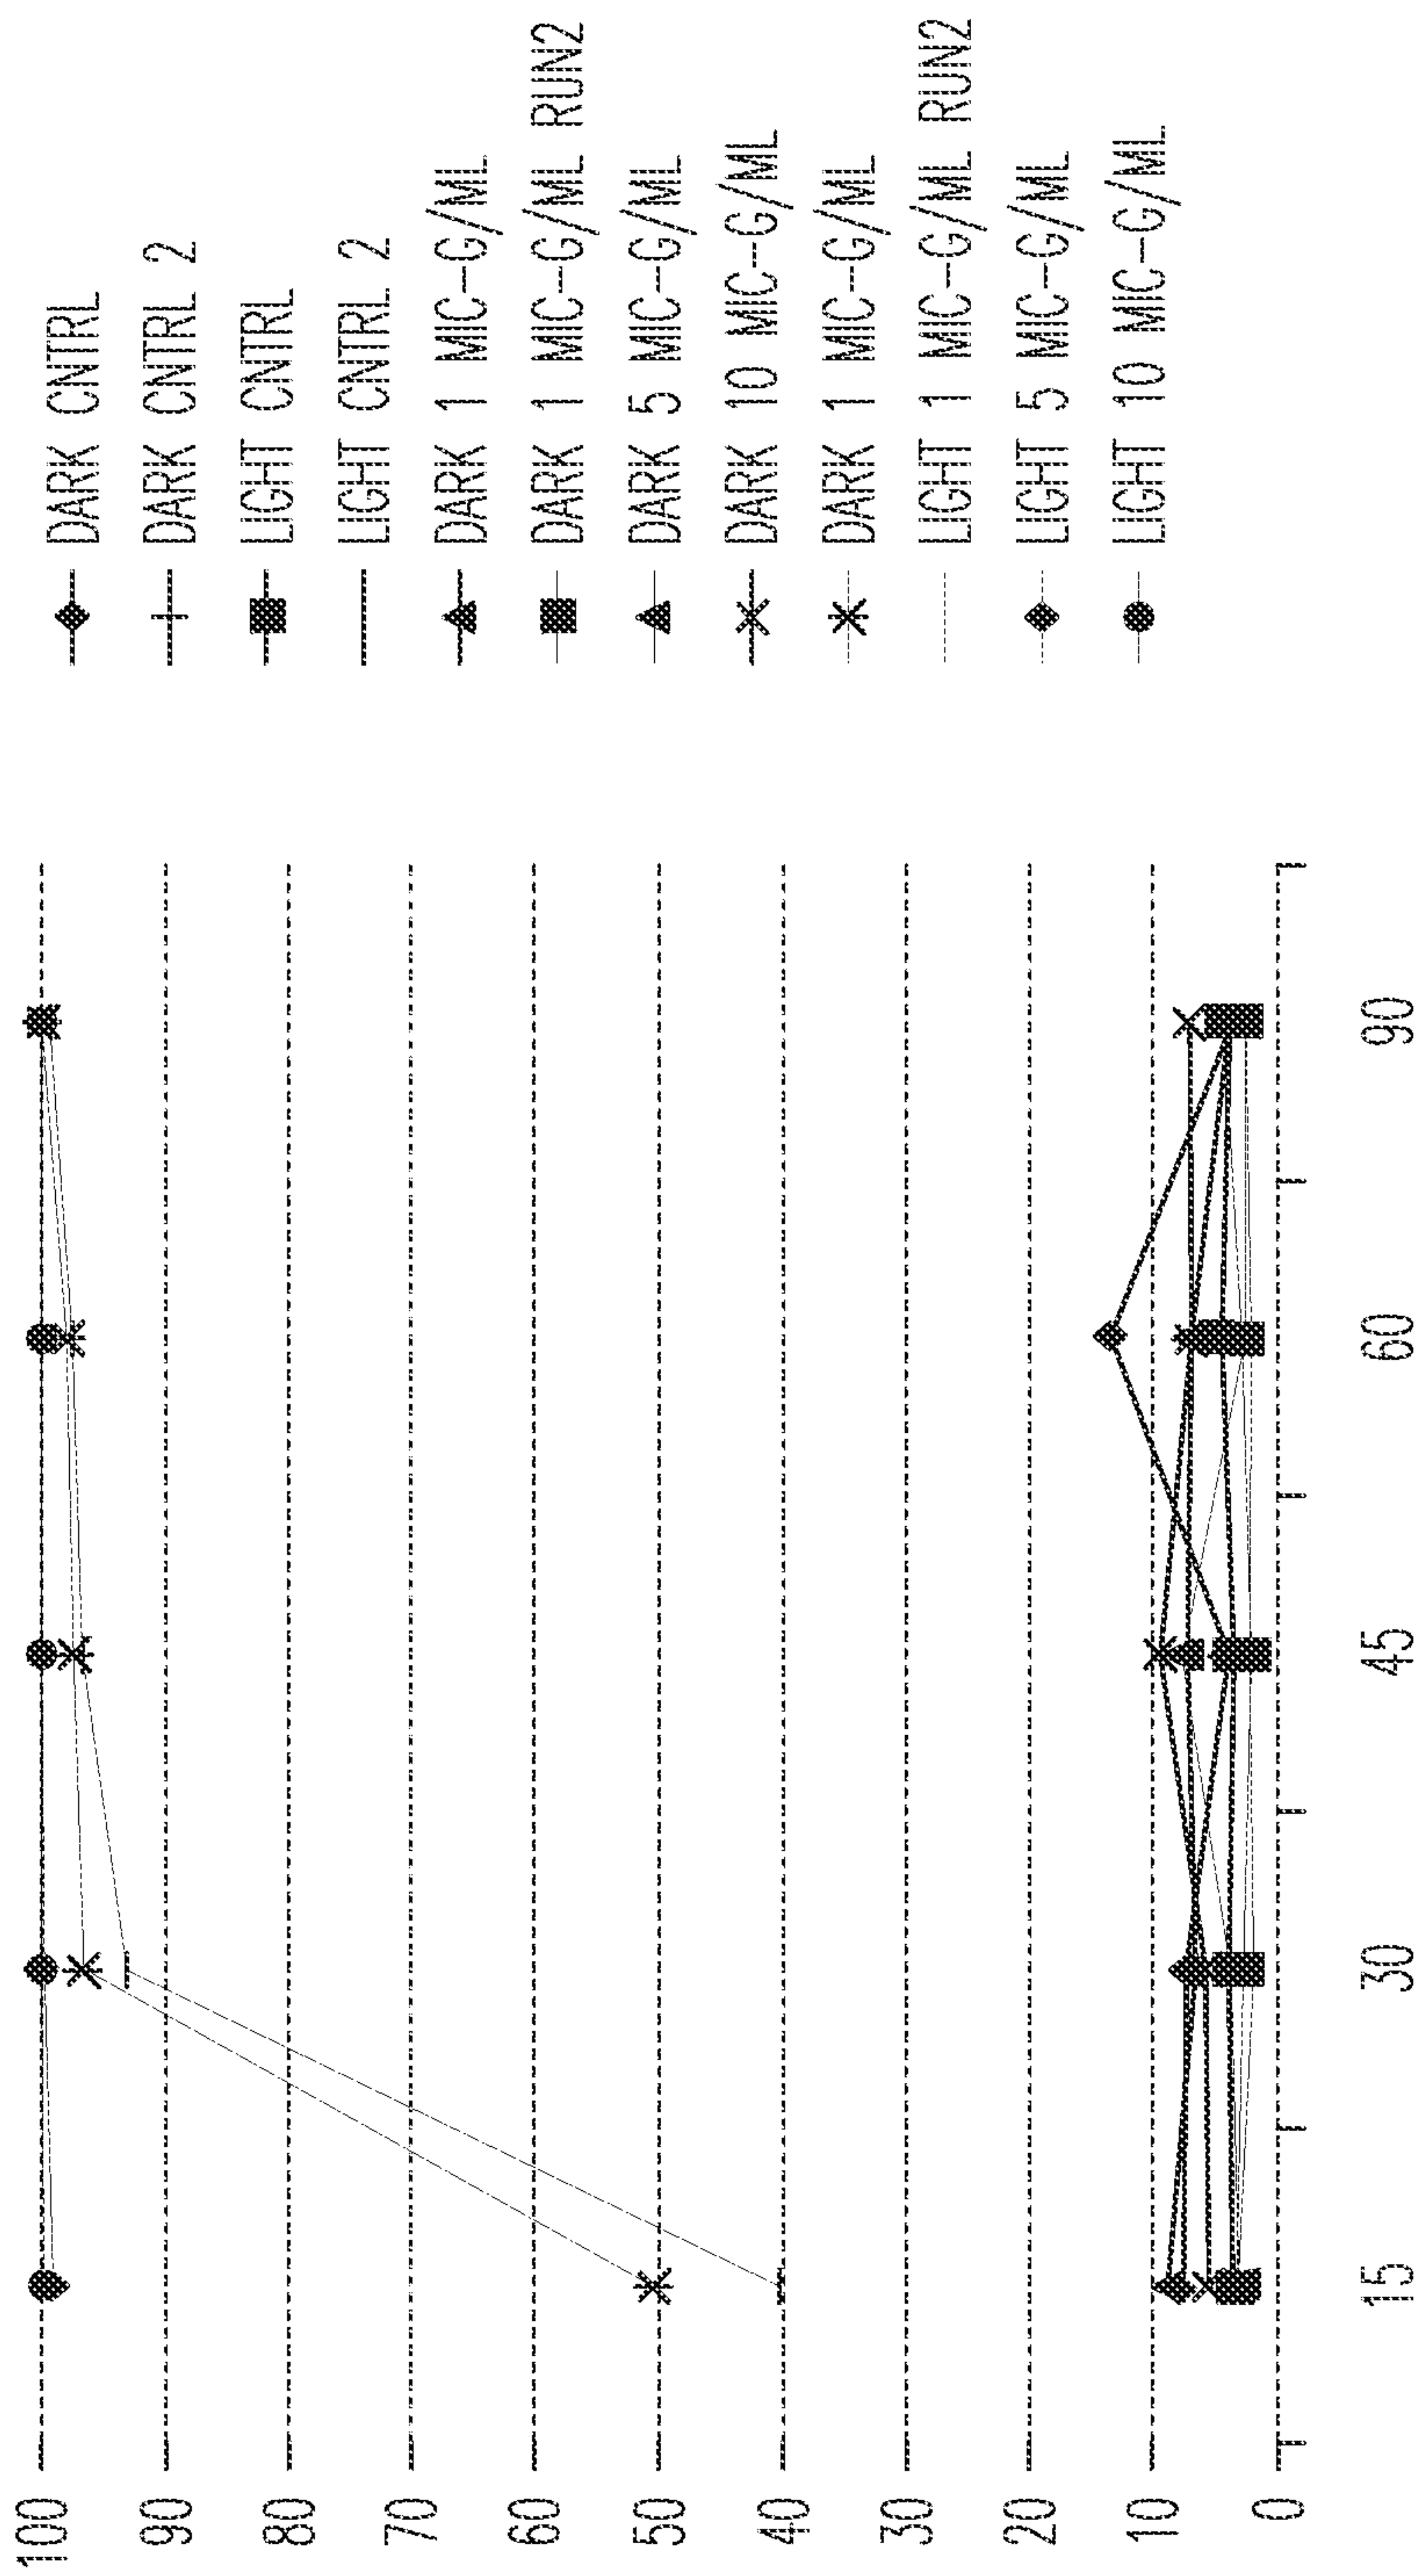 100
90
80
70
60
50
40
30
20
10
0
15
30
45
60
90
DARK CNTRL
DARK CNTRL 2
LIGHT CNTRL
LIGHT CNTRL 2
DARK 1 MIC-G/ML
DARK 1 MIC-G/ML RUN2
DARK 5 MIC-G/ML
DARK 10 MIC-G/ML
DARK 1 MIC-G/ML
LIGHT 1 MIC-G/ML RUN2
LIGHT 5 MIC-G/ML
LIGHT 10 MIC-G/ML